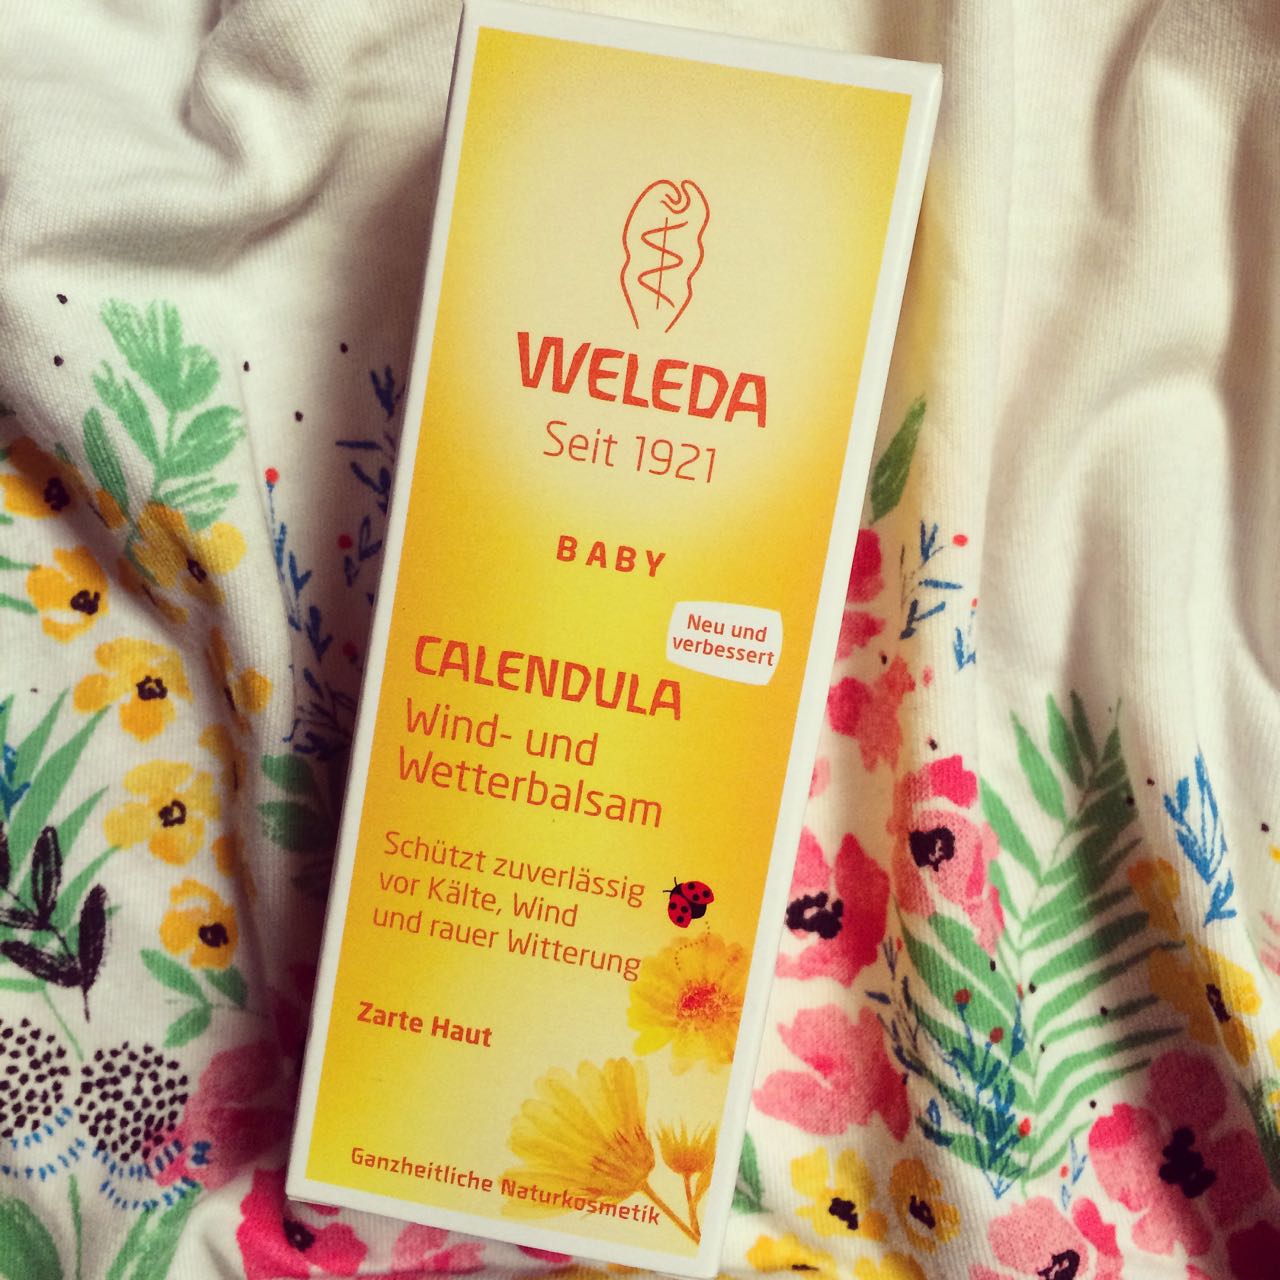 WELEDA
Seit 1921
BABY
Neu und
verbessert
CALENDULA
Wind- und
Wetterbalsam
Schützt zuverlässig
vor Kälte, Wind
und rauer Witterung
Zarte Haut
Ganzheitliche Naturkosmetik